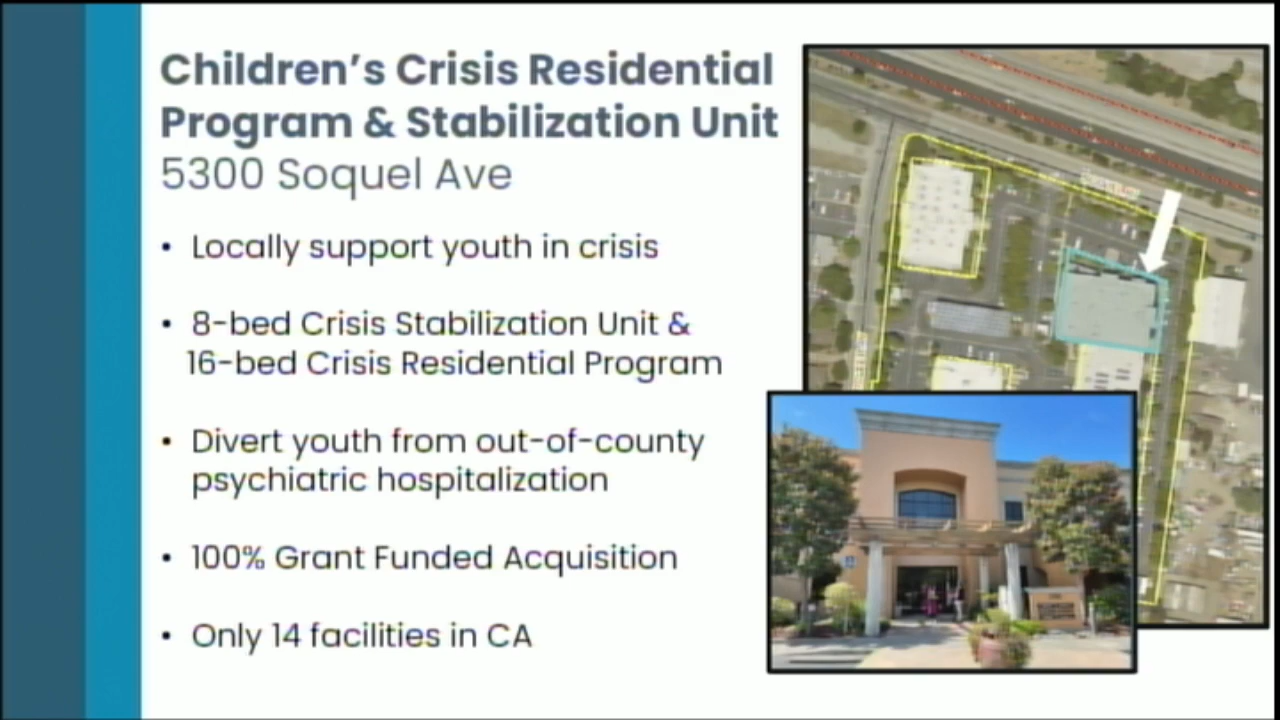 Children's Crisis Residential
Program & Stabilization Unit
5300 Soquel Ave
• Locally support youth in crisis
• 8-bed Crisis Stabilization Unit &
16-bed Crisis Residential Program
• Divert youth from out-of-county
psychiatric hospitalization
• 100% Grant Funded Acquisition
• Only 14 facilities in CA